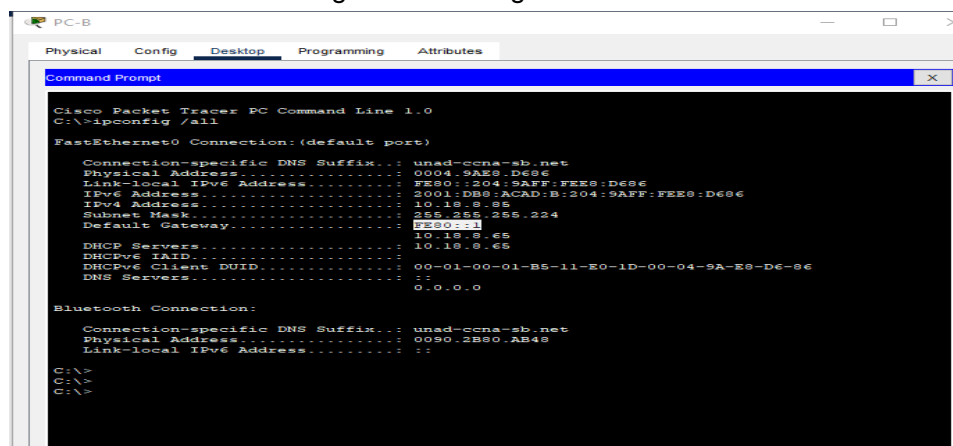 PC-B
Physical Config Desktop Programming Attributes
Command Prompt
X
Cisco Packet Tracer PC Command Line 1.0
C:\>ipconfig /all
FastEthernet0 Connection:(default port)
Connection-specific DNS Suffix..: unad-ccna-sb.net
Physical Address................: 0004.9AE8.D686
Link-local IPv6 Address.........: FE80::204:9AFF:FEE8:D686
IPv6 Address....................: 2001:DB8:ACAD:B:204:9AFF:FEE8:D686
IPv4 Address....................: 10.18.8.85
Subnet Mask.....................: 255.255.255.224
Default Gateway.................: FE80::1
10.18.8.65
DHCP Servers....................: 10.18.8.65
DHCPv6 IAID.....................:
DHCPv6 Client DUID..............: 00-01-00-01-B5-11-E0-1D-00-04-9A-E8-D6-86
DNS Servers.....................: ::
0.0.0.0
Bluetooth Connection:
Connection-specific DNS Suffix..: unad-ccna-sb.net
Physical Address................: 0090.2B80.AB48
Link-local IPv6 Address.........: ::
C:\>
C:\>
C:\>